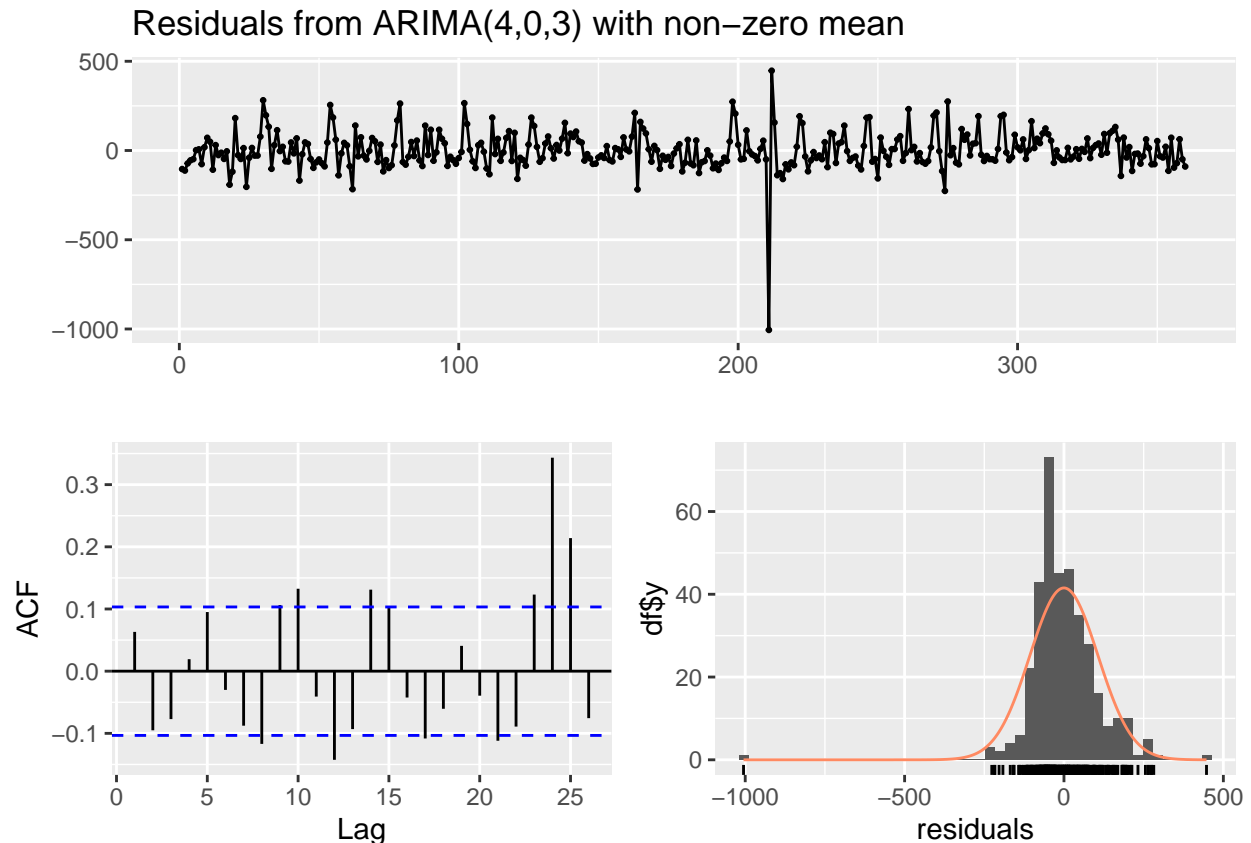 Residuals from ARIMA(4,0,3) with non−zero mean
500
0
−500
−1000
0 100 200 300
0.3
0.2
0.1
0.0
−0.1
ACF
0 5 10 15 20 25
Lag
60
40
20
0
df$y
−1000 −500 0 500
residuals